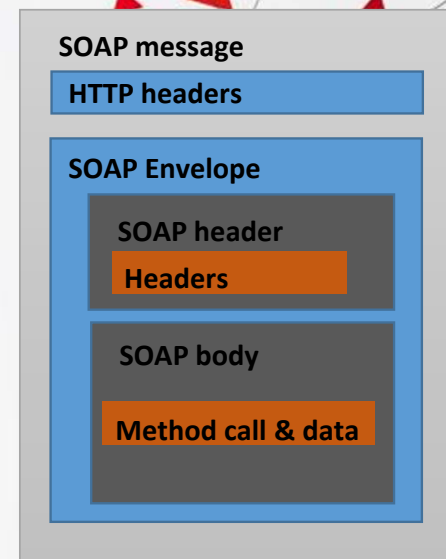 SOAP message
HTTP headers
SOAP Envelope
SOAP header
Headers
SOAP body
Method call & data